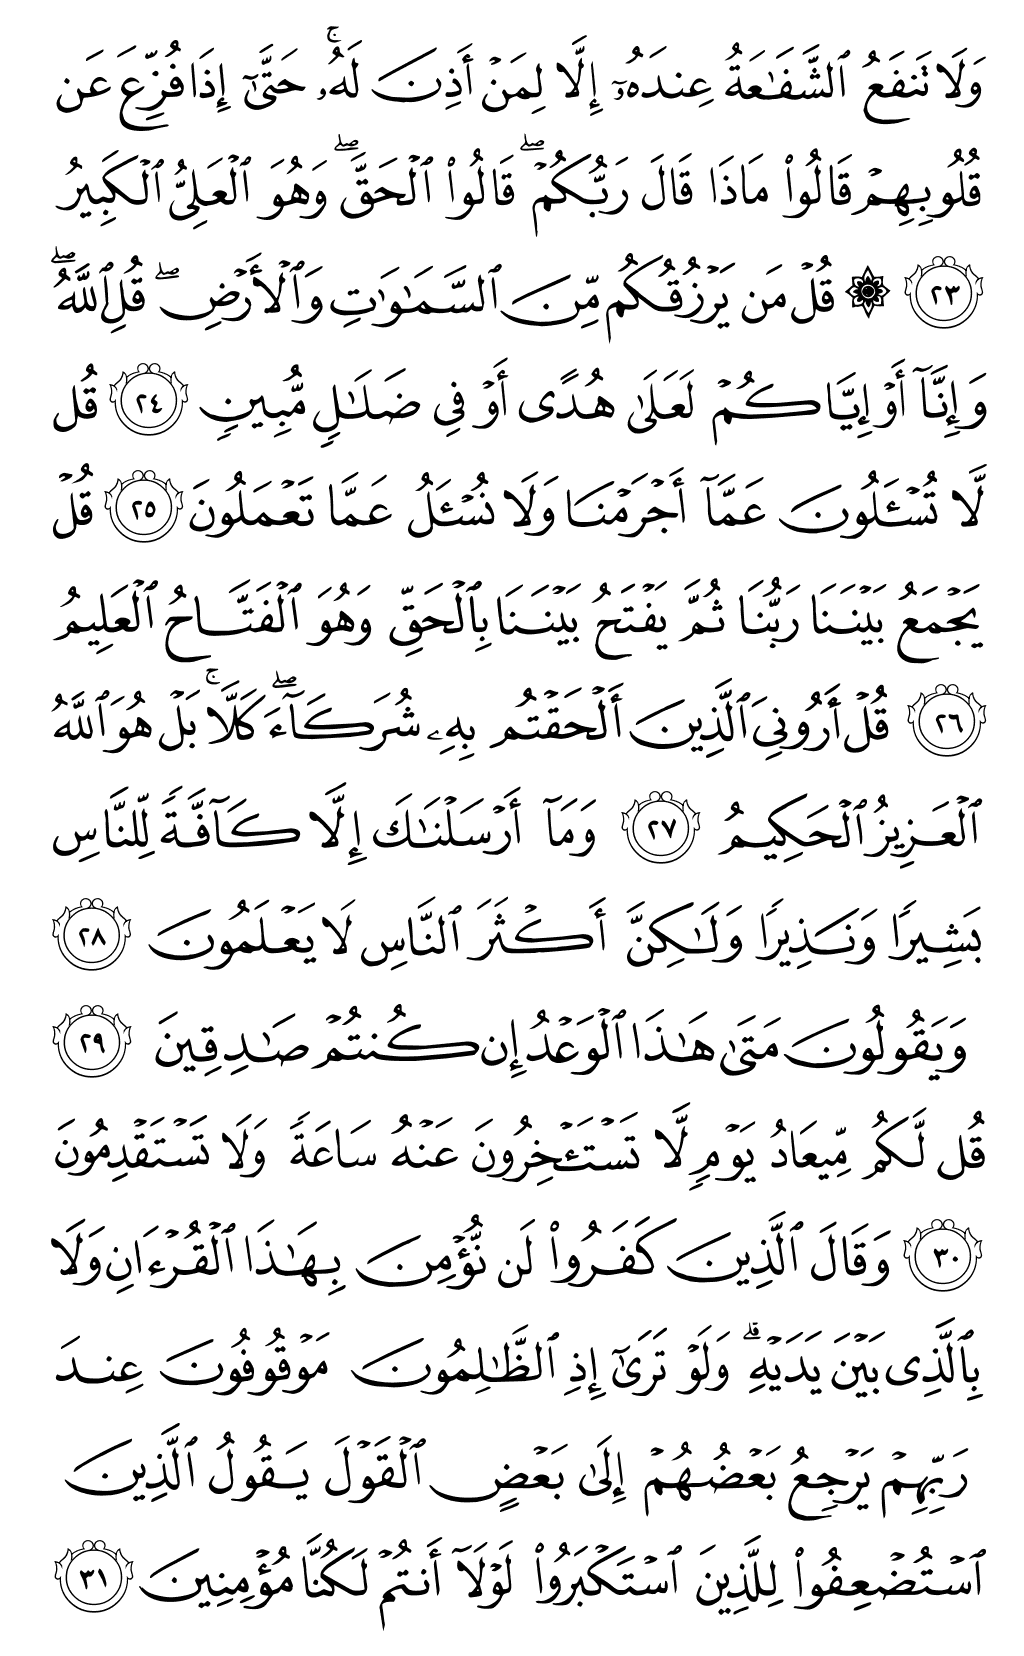 وَلَا تَنفَعُ ٱلشَّفَـٰعَةُ عِندَهُۥٓ إِلَّا لِمَنْ أَذِنَ لَهُۥ ۚ حَتَّىٰٓ إِذَا فُزِّعَ عَن
قُلُوبِهِمْ قَالُوا۟ مَاذَا قَالَ رَبُّكُمْ ۖ قَالُوا۟ ٱلْحَقَّ ۖ وَهُوَ ٱلْعَلِىُّ ٱلْكَبِيرُ
٢٣ ۞ قُلْ مَن يَرْزُقُكُم مِّنَ ٱلسَّمَـٰوَٰتِ وَٱلْأَرْضِ ۖ قُلِ ٱللَّهُ ۖ
وَإِنَّآ أَوْ إِيَّاكُمْ لَعَلَىٰ هُدًى أَوْ فِى ضَلَـٰلٍ مُّبِينٍ ٢٤ قُل
لَّا تُسْـَٔلُونَ عَمَّآ أَجْرَمْنَا وَلَا نُسْـَٔلُ عَمَّا تَعْمَلُونَ ٢٥ قُلْ
يَجْمَعُ بَيْنَنَا رَبُّنَا ثُمَّ يَفْتَحُ بَيْنَنَا بِٱلْحَقِّ وَهُوَ ٱلْفَتَّاحُ ٱلْعَلِيمُ
٢٦ قُلْ أَرُونِىَ ٱلَّذِينَ أَلْحَقْتُم بِهِۦ شُرَكَآءَ ۖ كَلَّا ۚ بَلْ هُوَ ٱللَّهُ
ٱلْعَزِيزُ ٱلْحَكِيمُ ٢٧ وَمَآ أَرْسَلْنَـٰكَ إِلَّا كَآفَّةً لِّلنَّاسِ
بَشِيرًا وَنَذِيرًا وَلَـٰكِنَّ أَكْثَرَ ٱلنَّاسِ لَا يَعْلَمُونَ ٢٨
وَيَقُولُونَ مَتَىٰ هَـٰذَا ٱلْوَعْدُ إِن كُنتُمْ صَـٰدِقِينَ ٢٩
قُل لَّكُم مِّيعَادُ يَوْمٍ لَّا تَسْتَـْٔخِرُونَ عَنْهُ سَاعَةً وَلَا تَسْتَقْدِمُونَ
٣٠ وَقَالَ ٱلَّذِينَ كَفَرُوا۟ لَن نُّؤْمِنَ بِهَـٰذَا ٱلْقُرْءَانِ وَلَا
بِٱلَّذِى بَيْنَ يَدَيْهِ ۗ وَلَوْ تَرَىٰٓ إِذِ ٱلظَّـٰلِمُونَ مَوْقُوفُونَ عِندَ
رَبِّهِمْ يَرْجِعُ بَعْضُهُمْ إِلَىٰ بَعْضٍ ٱلْقَوْلَ يَقُولُ ٱلَّذِينَ
ٱسْتُضْعِفُوا۟ لِلَّذِينَ ٱسْتَكْبَرُوا۟ لَوْلَآ أَنتُمْ لَكُنَّا مُؤْمِنِينَ ٣١